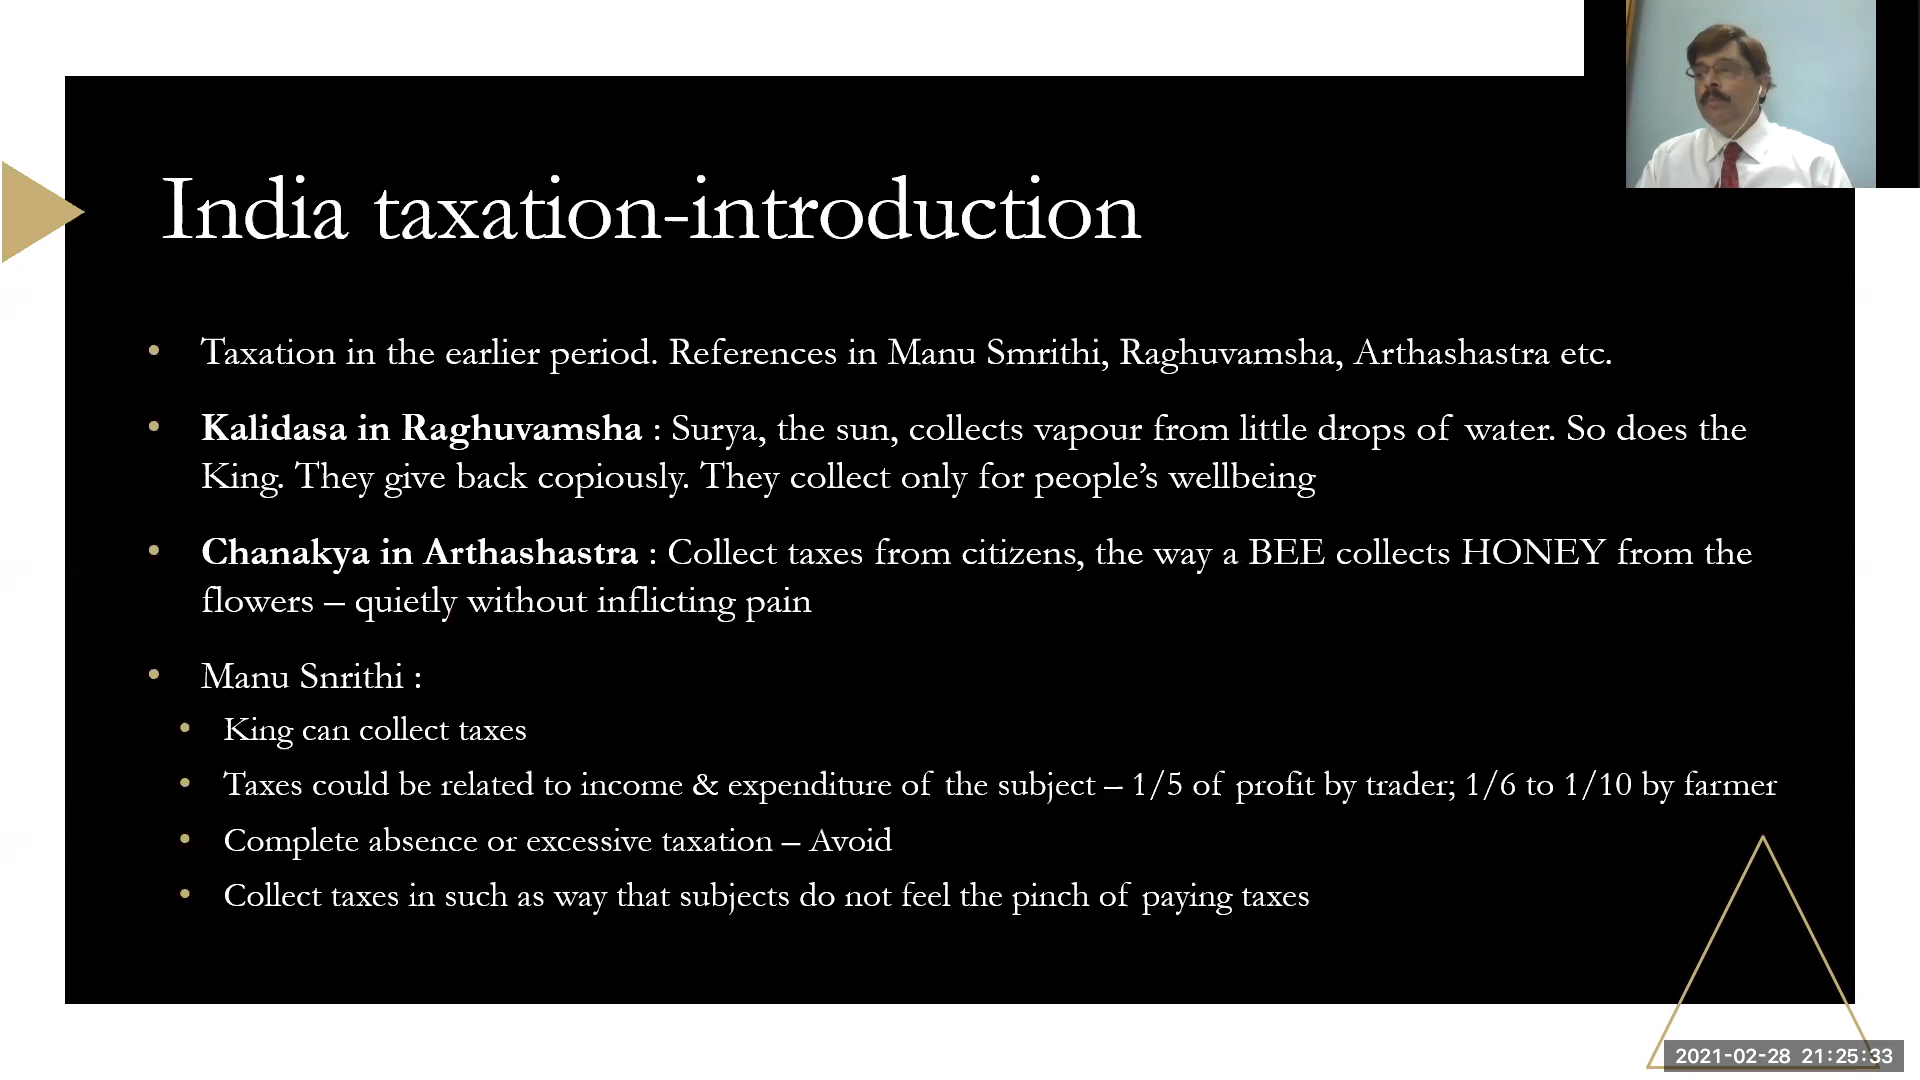 India taxation-introduction
• Taxation in the earlier period. References in Manu Smrithi, Raghuvamsha, Arthashastra etc.
• Kalidasa in Raghuvamsha : Surya, the sun, collects vapour from little drops of water. So does the
King. They give back copiously. They collect only for people’s wellbeing
• Chanakya in Arthashastra : Collect taxes from citizens, the way a BEE collects HONEY from the
flowers – quietly without inflicting pain
• Manu Snrithi :
• King can collect taxes
• Taxes could be related to income & expenditure of the subject – 1/5 of profit by trader; 1/6 to 1/10 by farmer
• Complete absence or excessive taxation – Avoid
• Collect taxes in such as way that subjects do not feel the pinch of paying taxes
2021-02-28 21:25:33